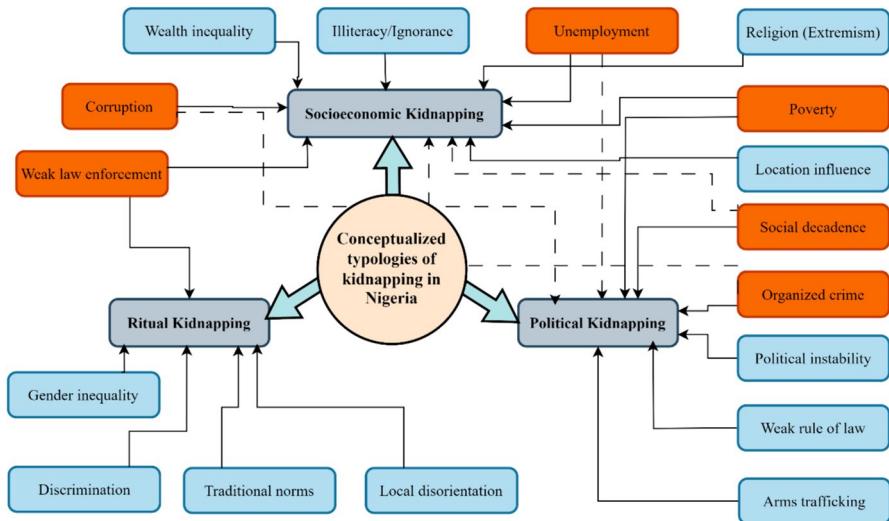 Wealth inequality
Illiteracy/Ignorance
Unemployment
Religion (Extremism)
Corruption
Socioeconomic Kidnapping
Poverty
Weak law enforcement
Location influence
Conceptualized
typologies of
kidnapping in
Nigeria
Social decadence
Organized crime
Ritual Kidnapping
Political Kidnapping
Political instability
Gender inequality
Weak rule of law
Discrimination
Traditional norms
Local disorientation
Arms trafficking